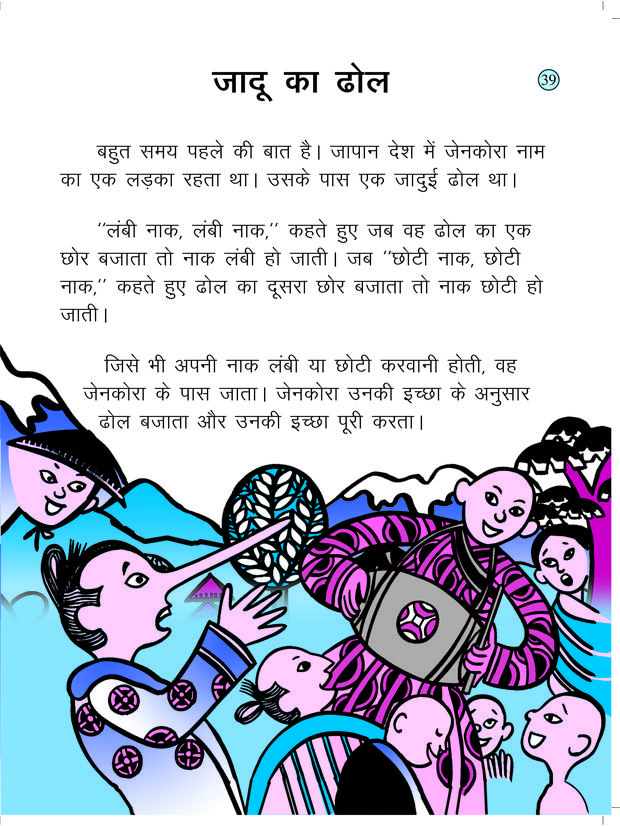 जादू का ढोल
39
बहुत समय पहले की बात है। जापान देश में जेनकोरा नाम
का एक लड़का रहता था। उसके पास एक जादुई ढोल था।
‘‘लंबी नाक, लंबी नाक,’’ कहते हुए जब वह ढोल का एक
छोर बजाता तो नाक लंबी हो जाती। जब ‘‘छोटी नाक, छोटी
नाक,’’ कहते हुए ढोल का दूसरा छोर बजाता तो नाक छोटी हो
जाती।
जिसे भी अपनी नाक लंबी या छोटी करवानी होती, वह
जेनकोरा के पास जाता। जेनकोरा उनकी इच्छा के अनुसार
ढोल बजाता और उनकी इच्छा पूरी करता।